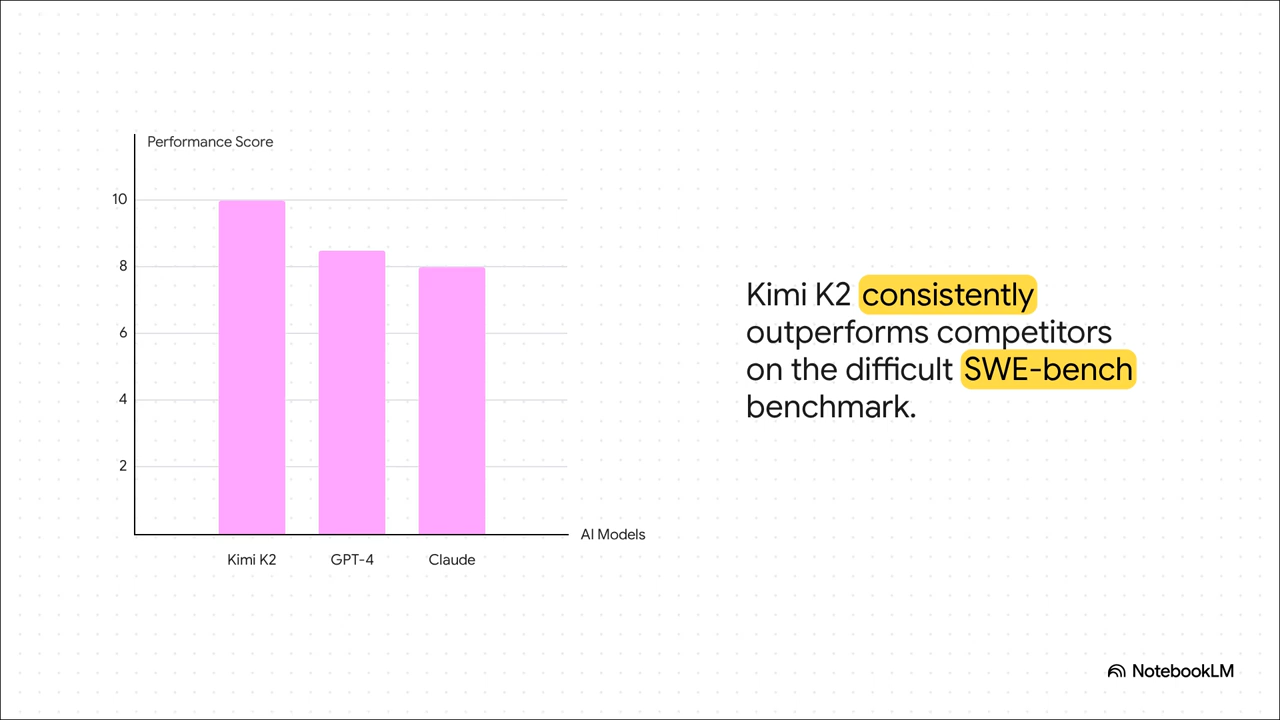 Performance Score
10
8
6
4
2
AI Models
Kimi K2
GPT-4
Claude
Kimi K2 consistently
outperforms competitors
on the difficult SWE-bench
benchmark.
NotebookLM